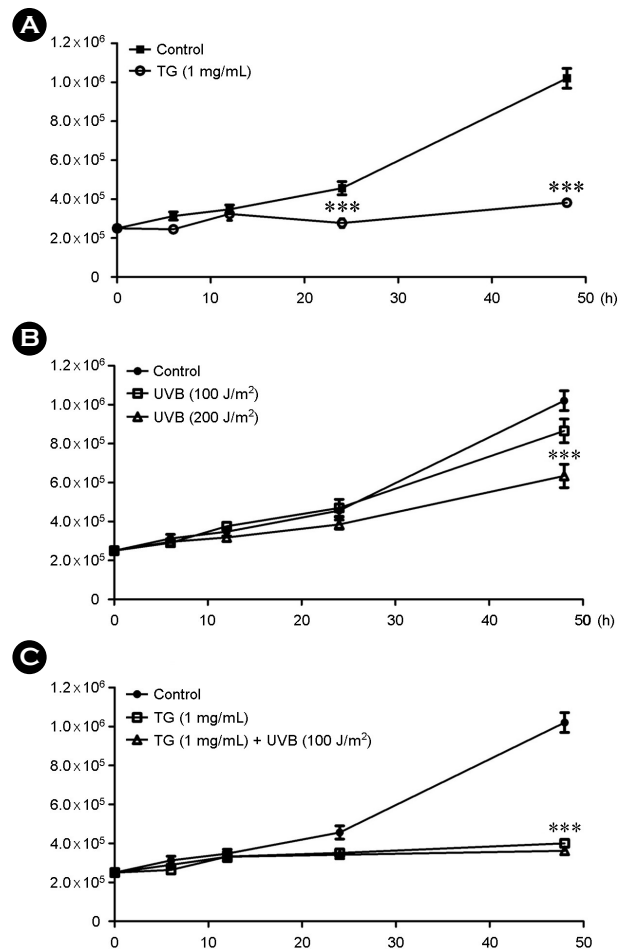 A
1.2×10⁶
Control
TG (1 mg/mL)
1.0×10⁶
8.0×10⁵
6.0×10⁵
4.0×10⁵
2.0×10⁵
0
***
***
0 10 20 30 40 50 (h)
B
1.2×10⁶
Control
UVB (100 J/m²)
UVB (200 J/m²)
1.0×10⁶
8.0×10⁵
6.0×10⁵
4.0×10⁵
2.0×10⁵
0
***
0 10 20 30 40 50 (h)
C
1.2×10⁶
Control
TG (1 mg/mL)
TG (1 mg/mL) + UVB (100 J/m²)
1.0×10⁶
8.0×10⁵
6.0×10⁵
4.0×10⁵
2.0×10⁵
0
***
0 10 20 30 40 50